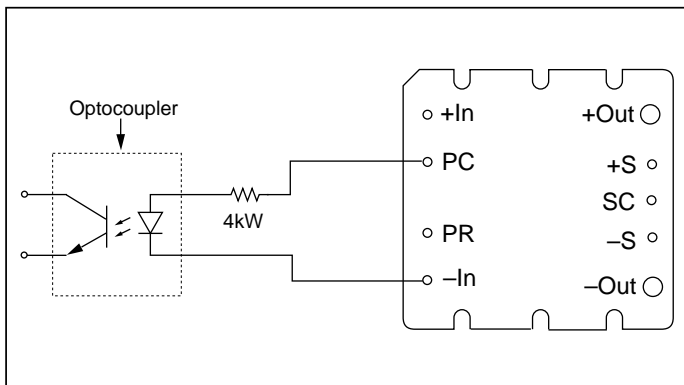 Optocoupler
4kW
+In
PC
PR
–In
+Out
+S
SC
–S
–Out